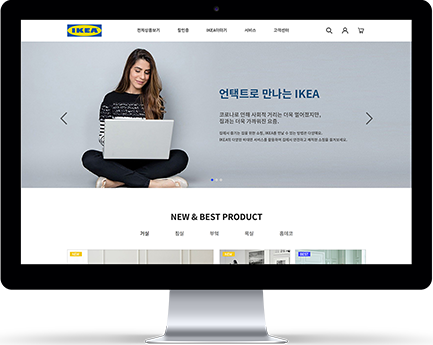 IKEA
전체상품보기 할인중 IKEA이야기 서비스 고객센터
언택트로 만나는 IKEA
코로나로 인해 사회적 거리는 더욱 멀어졌지만,
집과는 더욱 가까워진 요즘.
NEW & BEST PRODUCT
거실 침실 부엌 욕실 홈데코
NEW
BEST